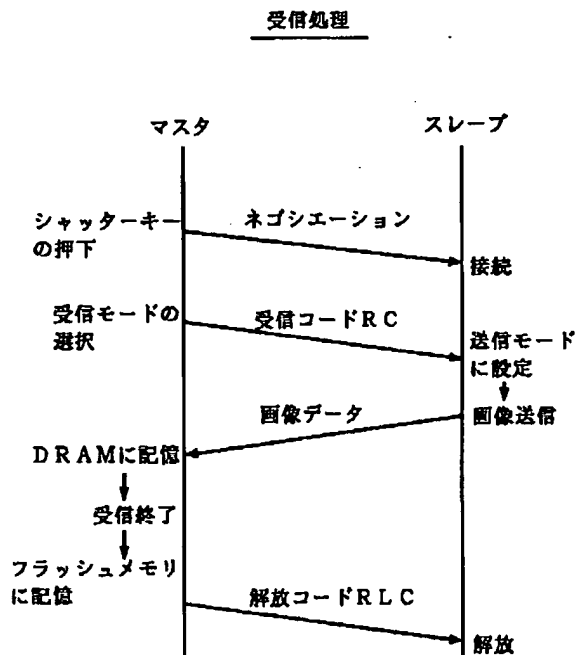 受信処理
マスタ
スレーブ
シャッターキー
の押下
ネゴシエーション
接続
受信モードの
選択
受信コードRC
送信モード
に設定
画像送信
画像データ
DRAMに記憶
受信終了
フラッシュメモリ
に記憶
解放コードRLC
解放